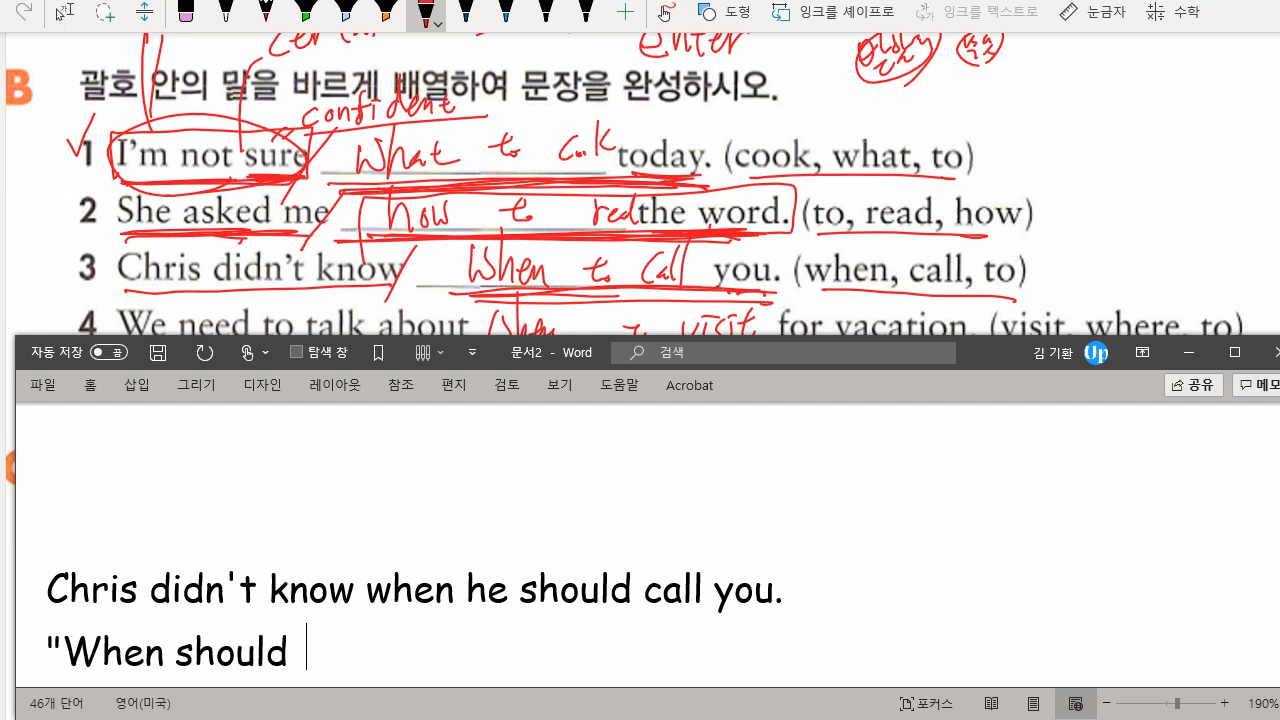 도형 잉크를 셰이프로 잉크를 텍스트로 눈금자 수학
enter
B 괄호 안의 말을 바르게 배열하여 문장을 완성하시오.
confident
1 I'm not sure what to cook today. (cook, what, to)
2 She asked me how to red the word. (to, read, how)
3 Chris didn't know when to call you. (when, call, to)
4 We need to talk about visit for vacation. (visit, where, to)
자동 저장 끔 탐색 창 문서2 - Word 검색 김 기환 Up
파일 홈 삽입 그리기 디자인 레이아웃 참조 편지 검토 보기 도움말 Acrobat 공유 메모
Chris didn't know when he should call you.
"When should
46개 단어 영어(미국) 포커스 190%